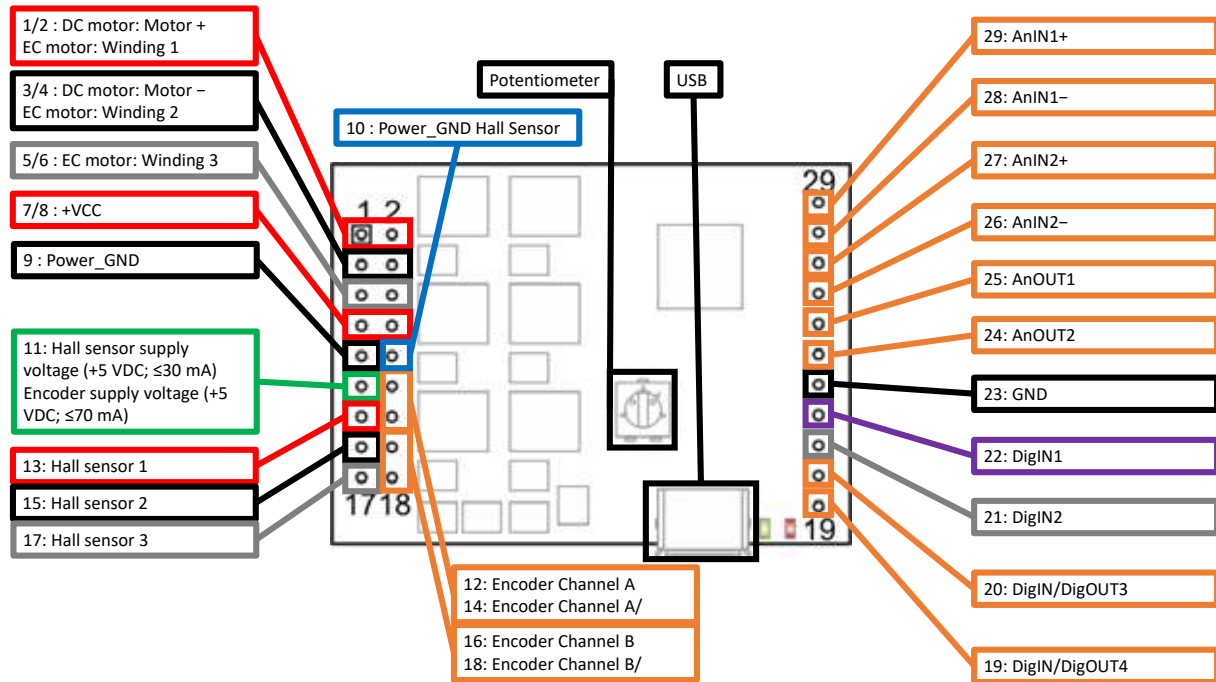 1/2 : DC motor: Motor +
EC motor: Winding 1
3/4 : DC motor: Motor −
EC motor: Winding 2
5/6 : EC motor: Winding 3
7/8 : +VCC
9 : Power_GND
11: Hall sensor supply
voltage (+5 VDC; ≤30 mA)
Encoder supply voltage (+5
VDC; ≤70 mA)
13: Hall sensor 1
15: Hall sensor 2
17: Hall sensor 3
10 : Power_GND Hall Sensor
Potentiometer
USB
1 2
17 18
29
19
12: Encoder Channel A
14: Encoder Channel A/
16: Encoder Channel B
18: Encoder Channel B/
29: AnIN1+
28: AnIN1−
27: AnIN2+
26: AnIN2−
25: AnOUT1
24: AnOUT2
23: GND
22: DigIN1
21: DigIN2
20: DigIN/DigOUT3
19: DigIN/DigOUT4